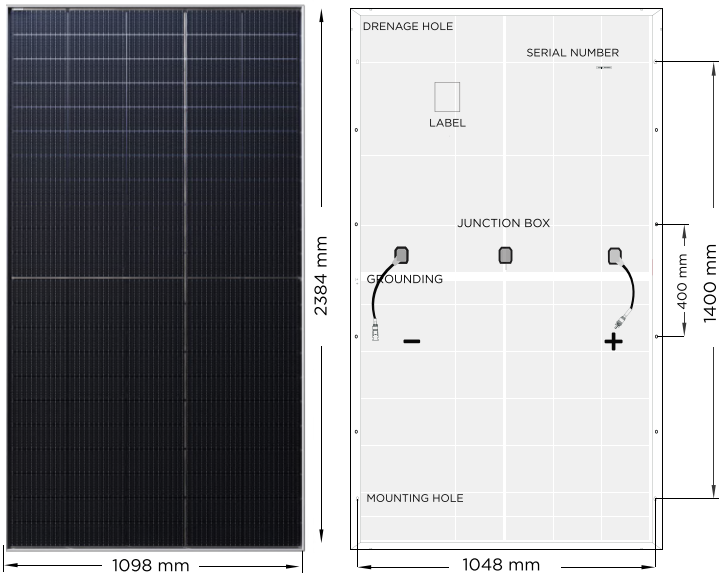 DRENAGE HOLE
SERIAL NUMBER
LABEL
JUNCTION BOX
GROUNDING
MOUNTING HOLE
2384 mm
400 mm
1400 mm
1098 mm
1048 mm